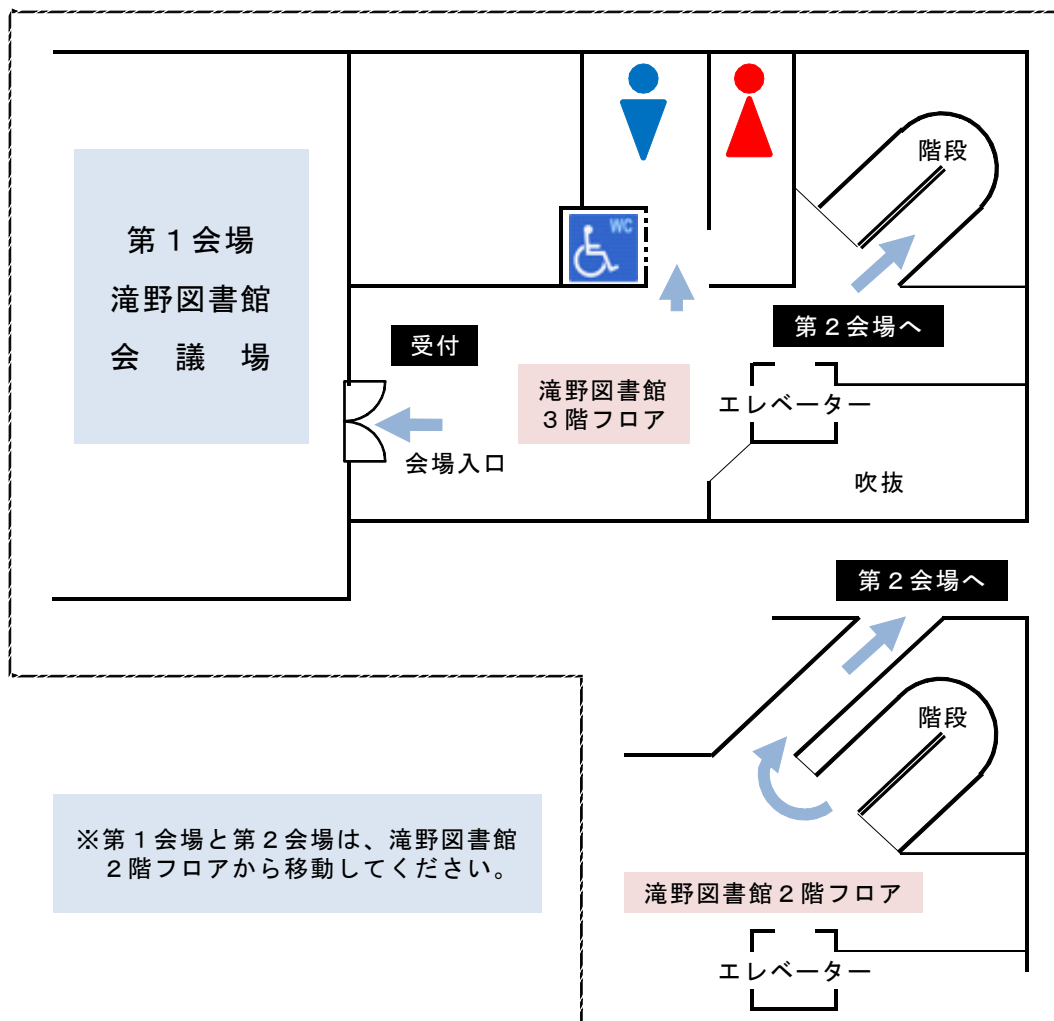 第１会場
滝野図書館
会議場
WC
階段
第２会場へ
受付
滝野図書館
３階フロア
エレベーター
会場入口
吹抜
第２会場へ
階段
※第１会場と第２会場は、滝野図書館
２階フロアから移動してください。
滝野図書館２階フロア
エレベーター